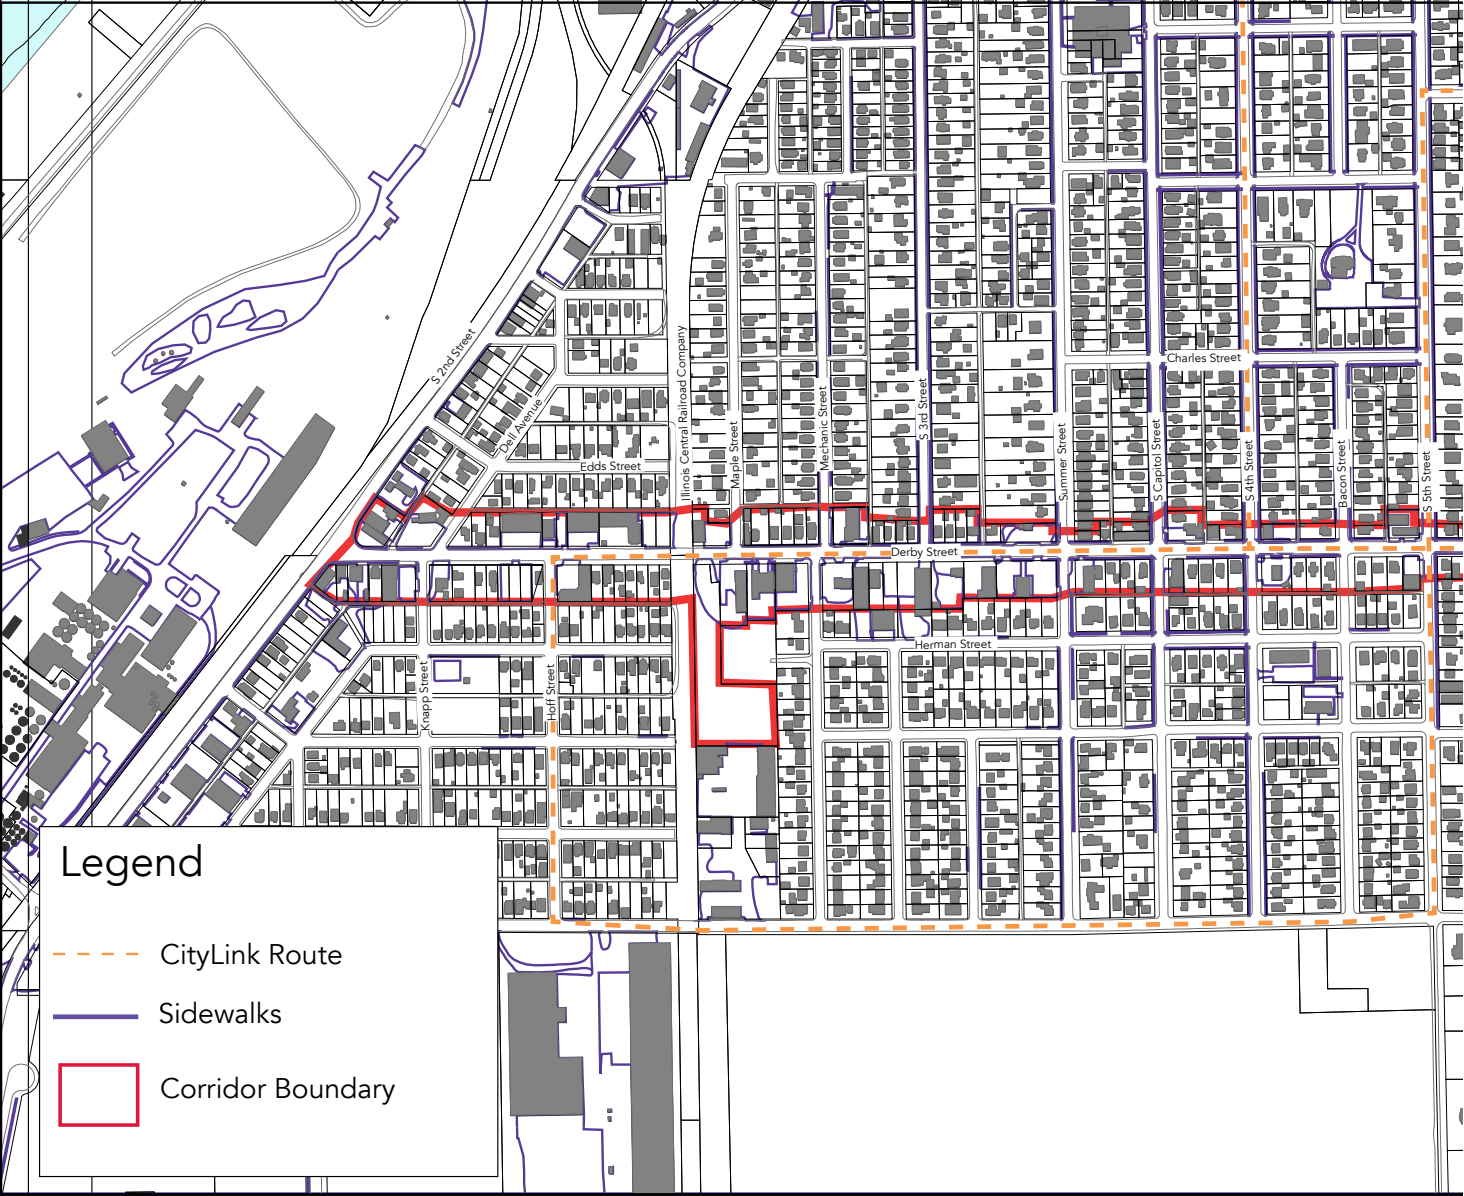 Charles Street
S 2nd Street
Dell Avenue
Edds Street
Illinois Central Railroad Company
Maple Street
Mechanic Street
S 3rd Street
Summer Street
S Capitol Street
S 4th Street
Bacon Street
S 5th Street
Derby Street
Herman Street
Knapp Street
Hoff Street
Legend
CityLink Route
Sidewalks
Corridor Boundary